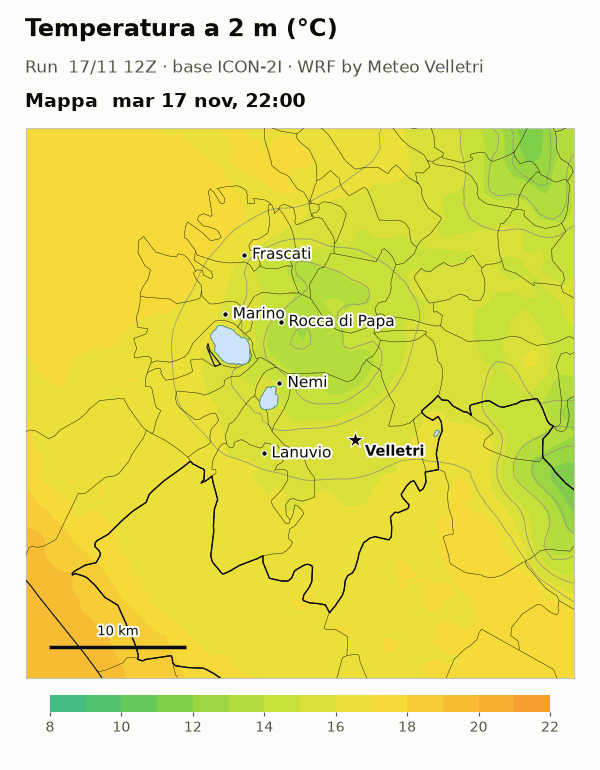 Temperatura a 2 m (°C)
Run  17/11 12Z · base ICON-2I · WRF by Meteo Velletri
Mappa  mar 17 nov, 22:00
Frascati
Marino
Rocca di Papa
Nemi
Velletri
Lanuvio
10 km
8 10 12 14 16 18 20 22